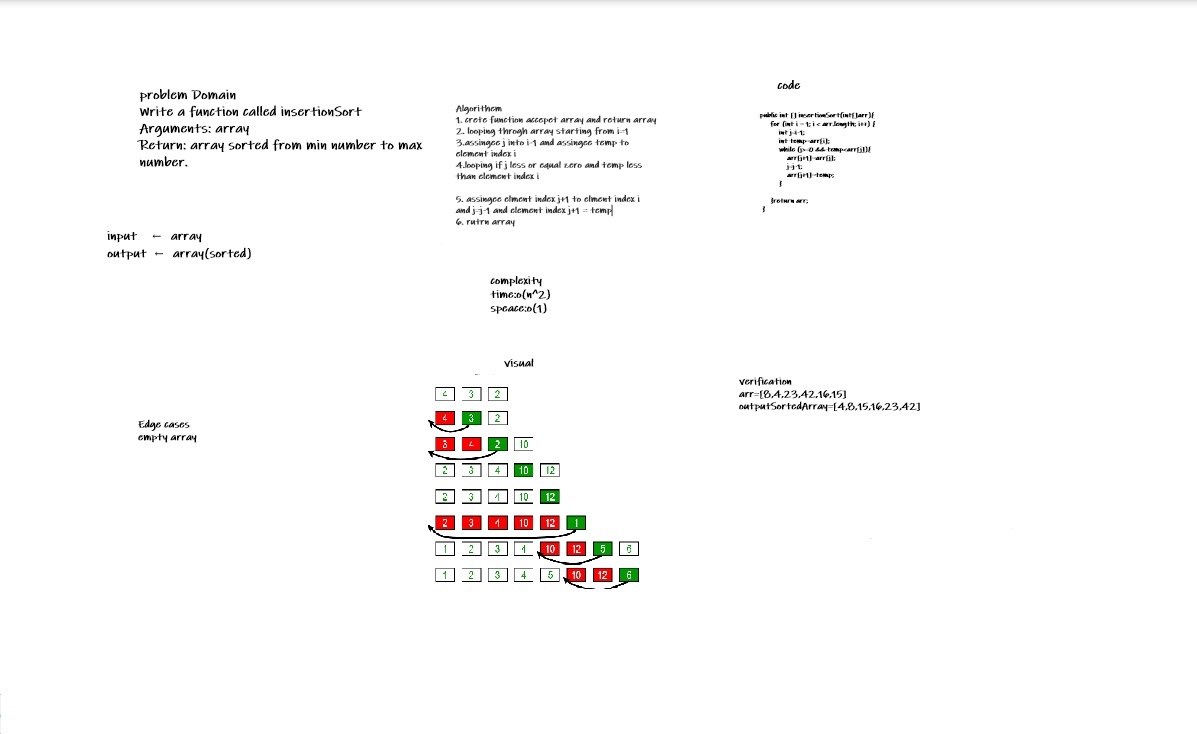 problem Domain
Write a function called insertionSort
Arguments: array
Return: array sorted from min number to max
number.
input ← array
output ← array(sorted)
Edge cases
empty array
Algorithem
1. crete function accepet array and return array
2. looping throgh array starting from i=1
3.assingee j into i-1 and assingee temp to
element index i
4.looping if j less or equal zero and temp less
than element index i
5. assingee elment index j+1 to elment index i
and j=j-1 and element index j+1 = temp
6. rutrn array
complexity
time:o(n^2)
speace:o(1)
visual
4 3 2
4 3 2
3 4 2 10
2 3 4 10 12
2 3 4 10 12
2 3 4 10 12 1
1 2 3 4 10 12 5 6
1 2 3 4 5 10 12 6
code
public int [] insertionSort(int[]arr){
for (int i = 1; i < arr.length; i++) {
int j=i-1;
int temp=arr[i];
while (j>=0 && temp<arr[j]){
arr[j+1]=arr[j];
j=j-1;
arr[j+1]=temp;
}
}return arr;
}
verification
arr=[8,4,23,42,16,15]
outputSortedArray=[4,8,15,16,23,42]